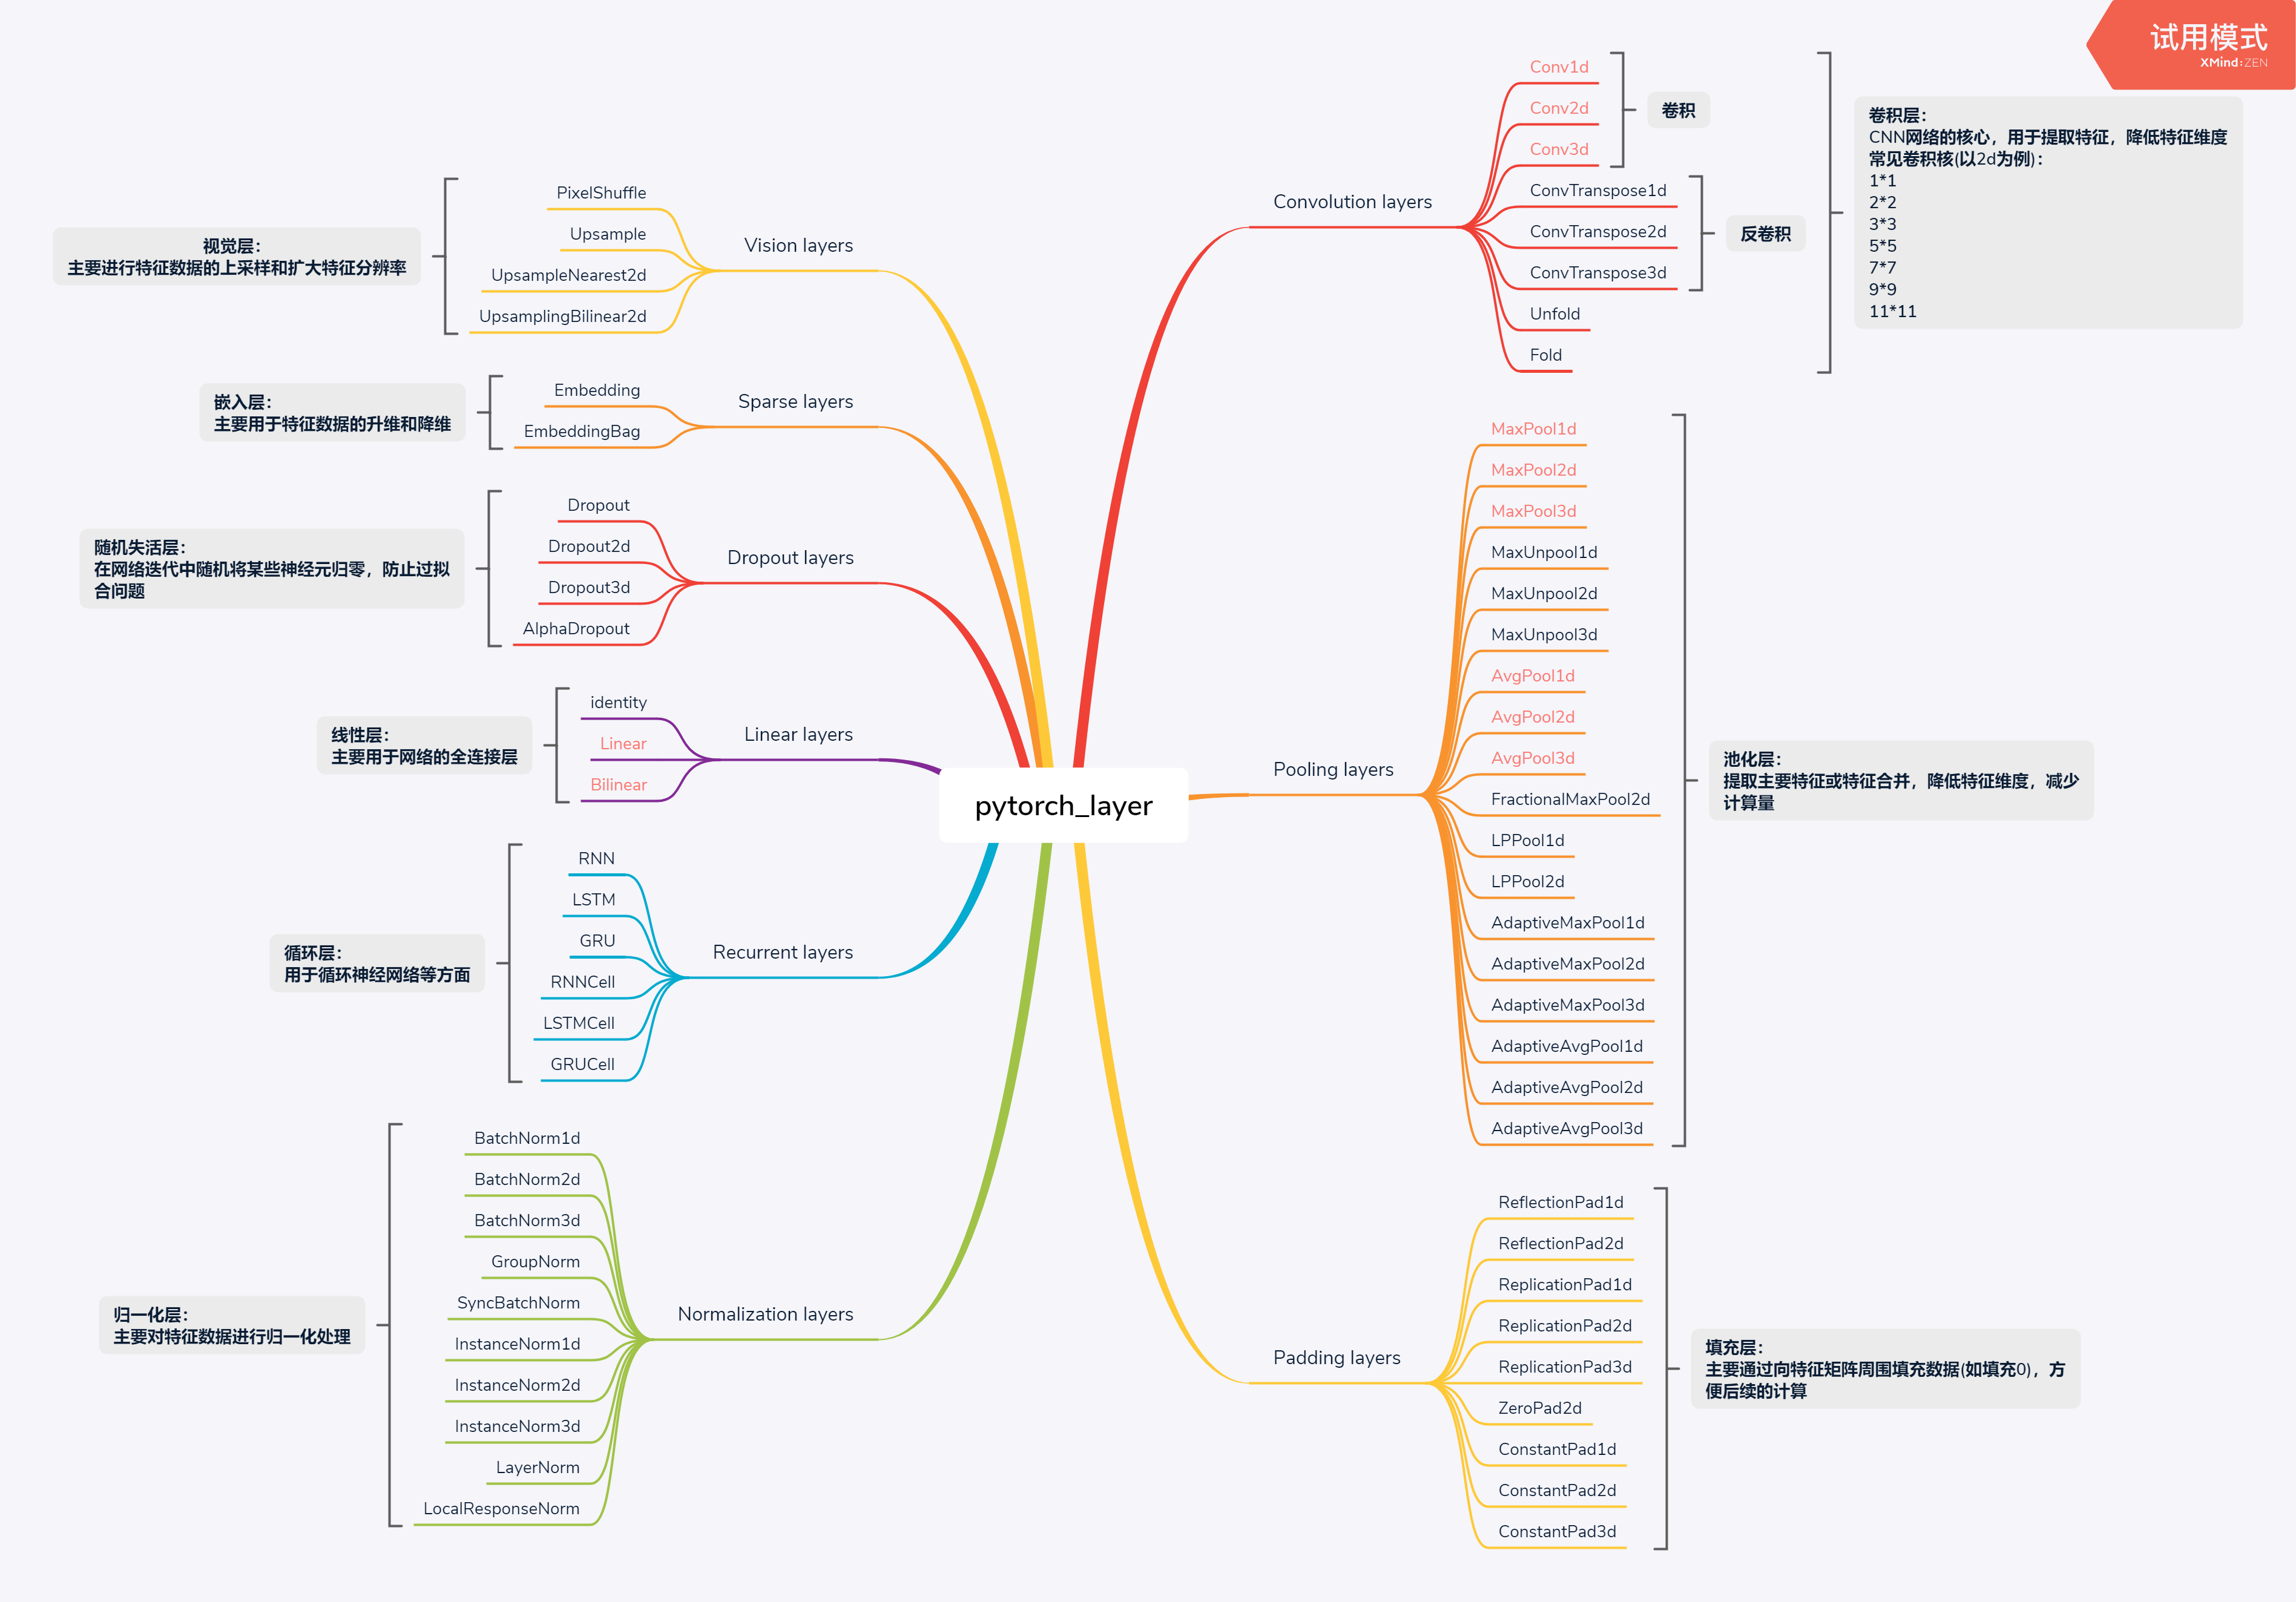 试用模式
XMind:ZEN
pytorch_layer
Convolution layers
Conv1d
Conv2d
Conv3d
卷积
ConvTranspose1d
ConvTranspose2d
ConvTranspose3d
反卷积
Unfold
Fold
卷积层：
CNN网络的核心，用于提取特征，降低特征维度
常见卷积核(以2d为例)：
1*1
2*2
3*3
5*5
7*7
9*9
11*11
Pooling layers
MaxPool1d
MaxPool2d
MaxPool3d
MaxUnpool1d
MaxUnpool2d
MaxUnpool3d
AvgPool1d
AvgPool2d
AvgPool3d
FractionalMaxPool2d
LPPool1d
LPPool2d
AdaptiveMaxPool1d
AdaptiveMaxPool2d
AdaptiveMaxPool3d
AdaptiveAvgPool1d
AdaptiveAvgPool2d
AdaptiveAvgPool3d
池化层：
提取主要特征或特征合并，降低特征维度，减少
计算量
Padding layers
ReflectionPad1d
ReflectionPad2d
ReplicationPad1d
ReplicationPad2d
ReplicationPad3d
ZeroPad2d
ConstantPad1d
ConstantPad2d
ConstantPad3d
填充层：
主要通过向特征矩阵周围填充数据(如填充0)，方
便后续的计算
Vision layers
PixelShuffle
Upsample
UpsampleNearest2d
UpsamplingBilinear2d
视觉层：
主要进行特征数据的上采样和扩大特征分辨率
Sparse layers
Embedding
EmbeddingBag
嵌入层：
主要用于特征数据的升维和降维
Dropout layers
Dropout
Dropout2d
Dropout3d
AlphaDropout
随机失活层：
在网络迭代中随机将某些神经元归零，防止过拟
合问题
Linear layers
identity
Linear
Bilinear
线性层：
主要用于网络的全连接层
Recurrent layers
RNN
LSTM
GRU
RNNCell
LSTMCell
GRUCell
循环层：
用于循环神经网络等方面
Normalization layers
BatchNorm1d
BatchNorm2d
BatchNorm3d
GroupNorm
SyncBatchNorm
InstanceNorm1d
InstanceNorm2d
InstanceNorm3d
LayerNorm
LocalResponseNorm
归一化层：
主要对特征数据进行归一化处理